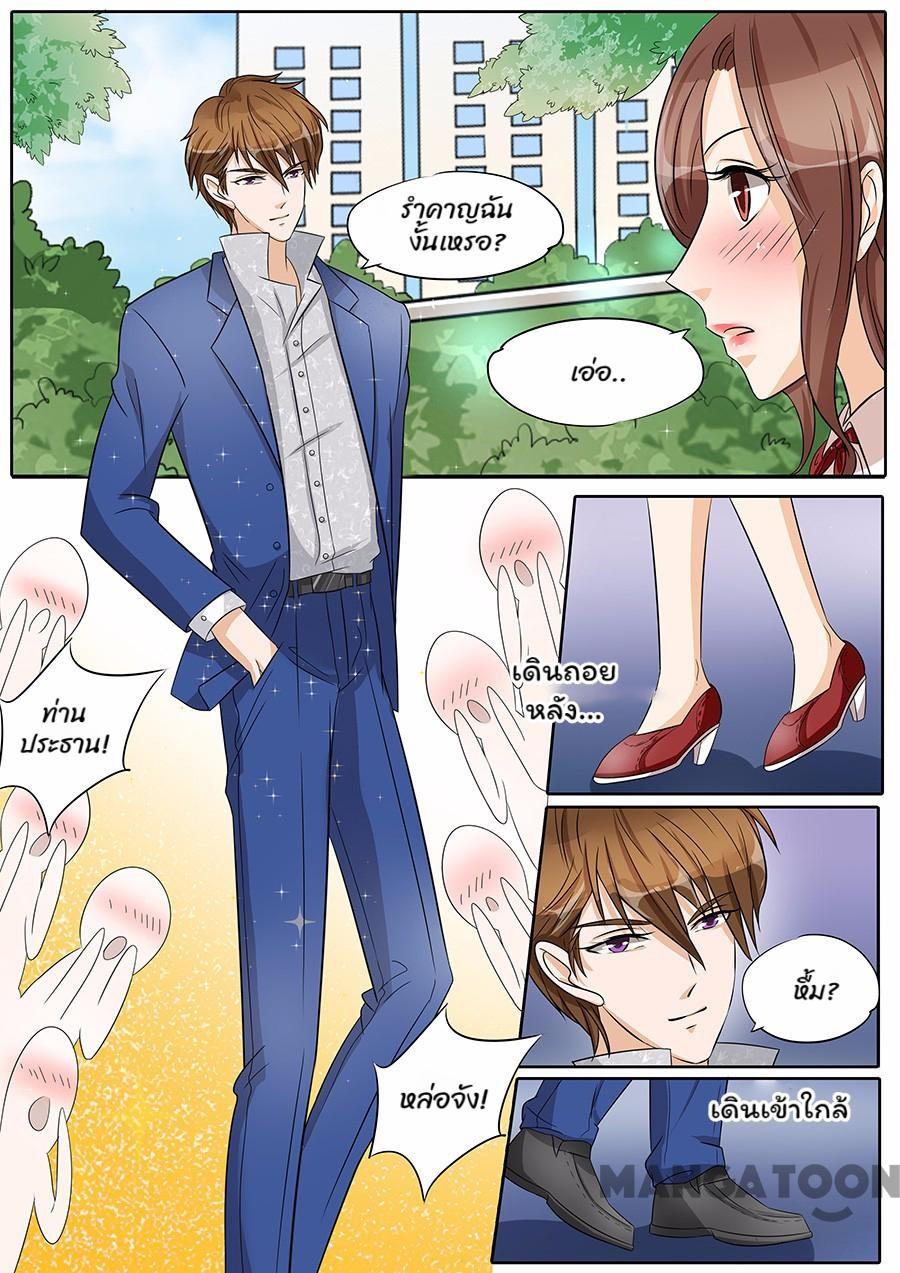 รำคาญฉัน
งั้นเหรอ?
เอ่อ..
เดินถอย
หลัง...
ท่าน
ประธาน!
หื้ม?
หล่อจัง!
เดินเข้าใกล้
MANGATOON